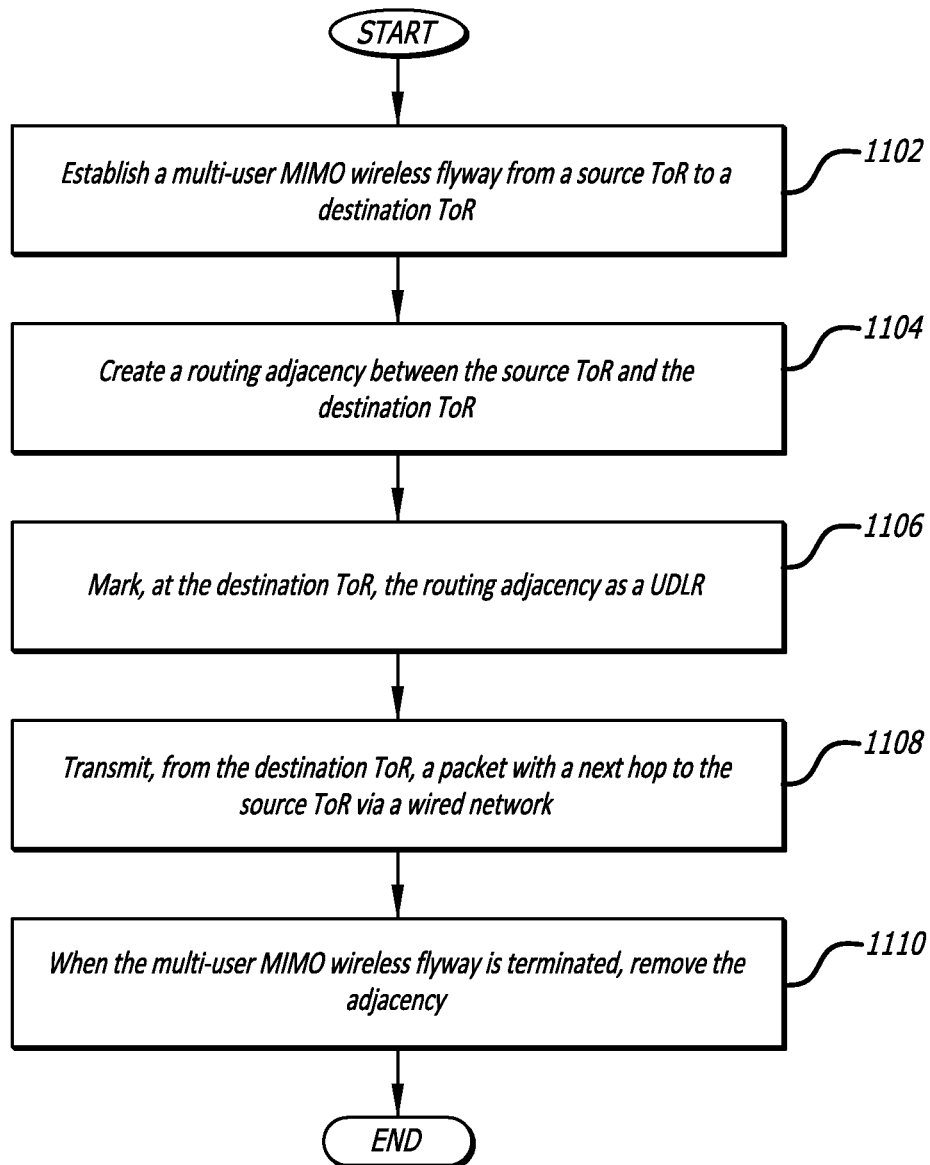 START
Establish a multi-user MIMO wireless flyway from a source ToR to a
destination ToR
1102
Create a routing adjacency between the source ToR and the
destination ToR
1104
Mark, at the destination ToR, the routing adjacency as a UDLR
1106
Transmit, from the destination ToR, a packet with a next hop to the
source ToR via a wired network
1108
When the multi-user MIMO wireless flyway is terminated, remove the
adjacency
1110
END